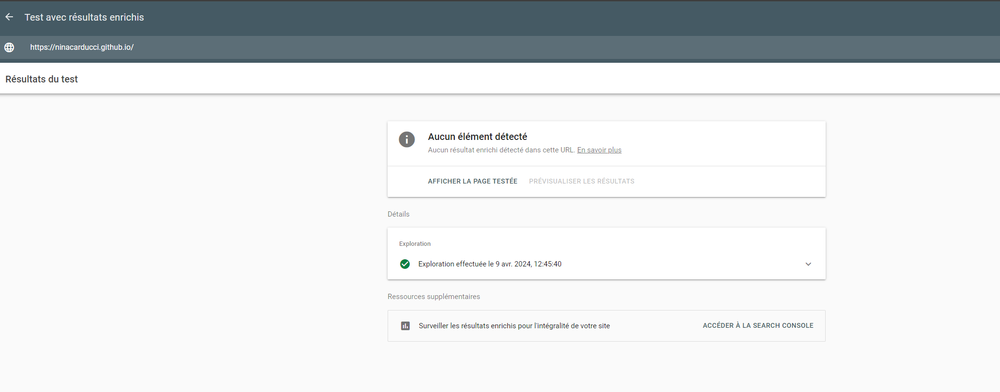 Test avec résultats enrichis
https://ninacarducci.github.io/
Résultats du test
Aucun élément détecté
Aucun résultat enrichi détecté dans cette URL. En savoir plus
AFFICHER LA PAGE TESTÉE PRÉVISUALISER LES RÉSULTATS
Détails
Exploration
Exploration effectuée le 9 avr. 2024, 12:45:40
Ressources supplémentaires
Surveiller les résultats enrichis pour l'intégralité de votre site ACCÉDER À LA SEARCH CONSOLE